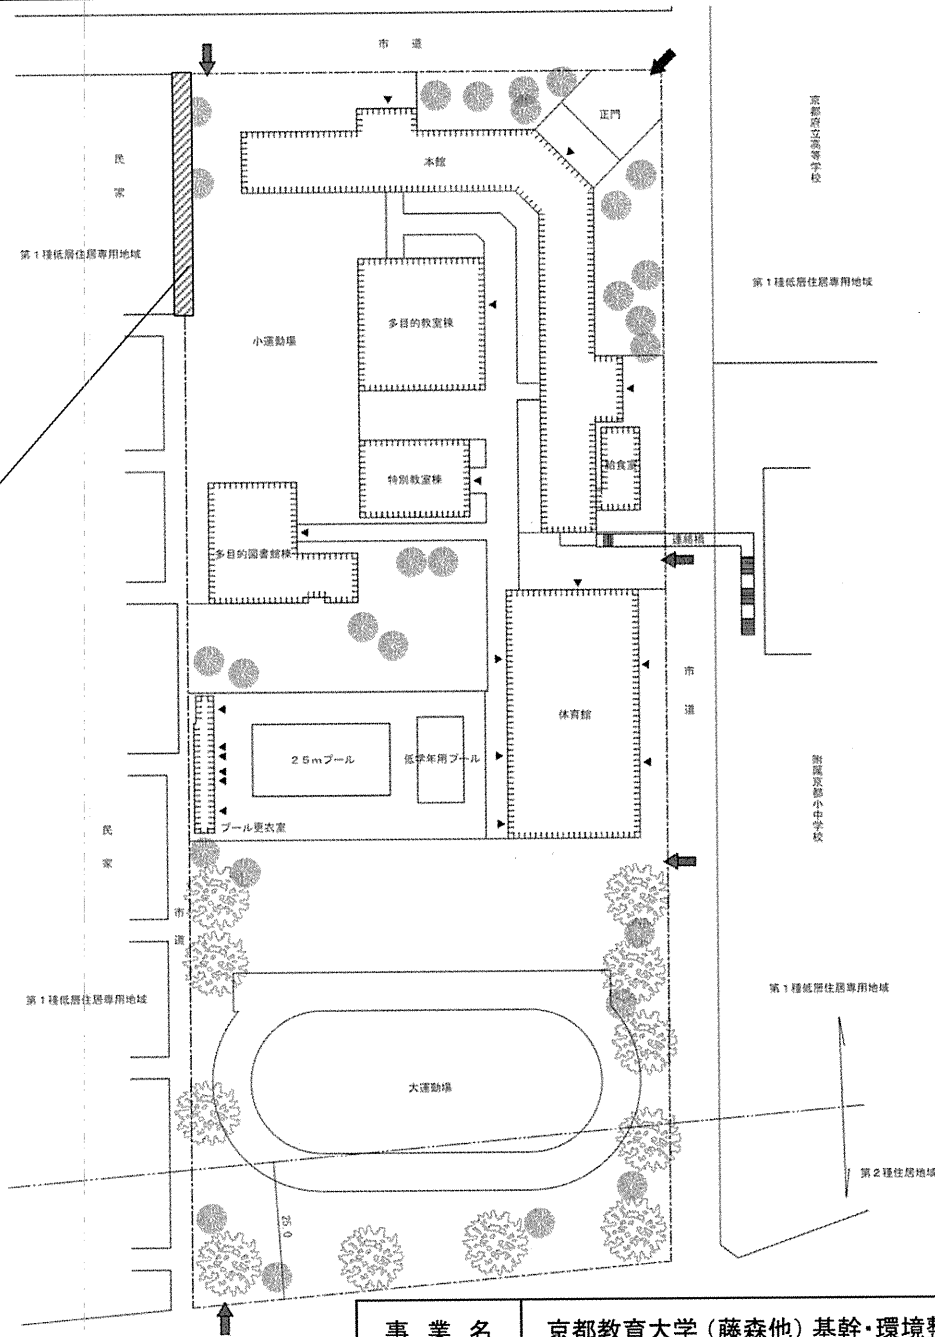 市 道
正門
京都府立高等学校
民家
本館
第1種低層住居専用地域
第1種低層住居専用地域
多目的教室棟
小運動場
給食室
特別教室棟
連絡橋
多目的図書館棟
市道
体育館
25mプール
低学年用プール
附属京都小中学校
プール更衣室
民家
市道
第1種低層住居専用地域
第1種低層住居専用地域
大運動場
第2種住居地域
25.0
事 業 名
京都教育大学(藤森他)基幹・環境整